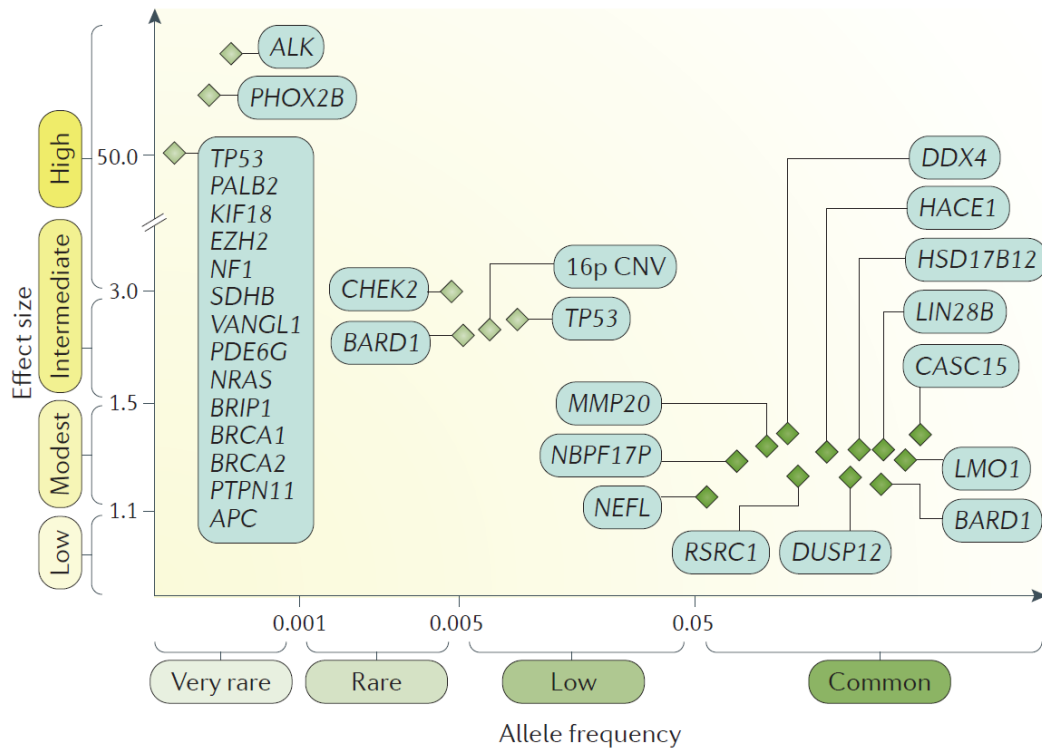 ALK
PHOX2B
50.0
TP53
PALB2
KIF18
EZH2
NF1
SDHB
VANGL1
PDE6G
NRAS
BRIP1
BRCA1
BRCA2
PTPN11
APC
DDX4
HACE1
HSD17B12
LIN28B
CASC15
16p CNV
CHEK2
TP53
BARD1
MMP20
NBPF17P
NEFL
LMO1
BARD1
RSRC1
DUSP12
3.0
1.5
1.1
Effect size
High
Intermediate
Modest
Low
0.001
0.005
0.05
Very rare
Rare
Low
Common
Allele frequency